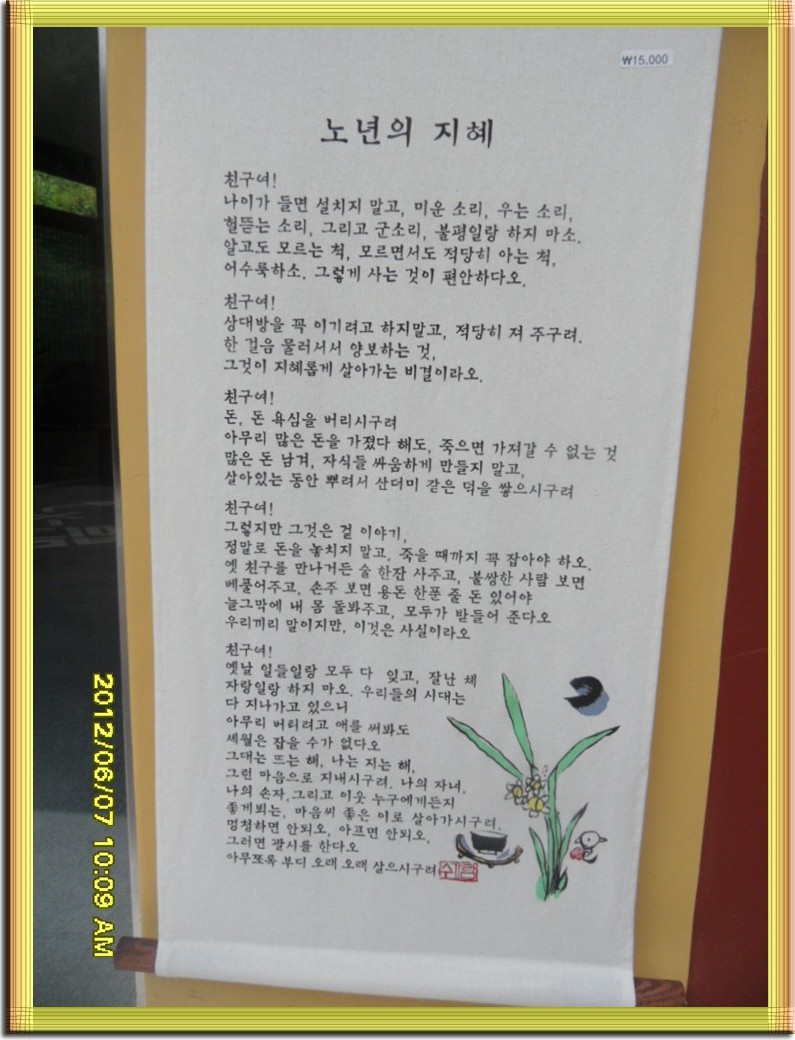 ₩15,000
노년의 지혜
친구여!
나이가 들면 설치지 말고, 미운 소리, 우는 소리,
헐뜯는 소리, 그리고 군소리, 불평일랑 하지 마소.
알고도 모르는 척, 모르면서도 적당히 아는 척,
어수룩하소. 그렇게 사는 것이 편안하다오.
친구여!
상대방을 꼭 이기려고 하지말고, 적당히 져 주구려.
한 걸음 물러서서 양보하는 것,
그것이 지혜롭게 살아가는 비결이라오.
친구여!
돈, 돈 욕심을 버리시구려
아무리 많은 돈을 가졌다 해도, 죽으면 가져갈 수 없는 것
많은 돈 남겨, 자식들 싸움하게 만들지 말고,
살아있는 동안 뿌려서 산더미 같은 덕을 쌓으시구려
친구여!
그렇지만 그것은 겉 이야기,
정말로 돈을 놓치지 말고, 죽을 때까지 꼭 잡아야 하오.
옛 친구를 만나거든 술 한잔 사주고, 불쌍한 사람 보면
베풀어주고, 손주 보면 용돈 한푼 줄 돈 있어야
늘그막에 내 몸 돌봐주고, 모두가 받들어 준다오
우리끼리 말이지만, 이것은 사실이라오
친구여!
옛날 일들일랑 모두 다 잊고, 잘난 체
자랑일랑 하지 마오. 우리들의 시대는
다 지나가고 있으니
아무리 버티려고 애를 써봐도
세월은 잡을 수가 없다오
그대는 뜨는 해, 나는 지는 해,
그런 마음으로 지내시구려. 나의 자녀,
나의 손자,그리고 이웃 누구에게든지
좋게뵈는, 마음씨 좋은 이로 살아가시구려.
멍청하면 안되오, 아프면 안되오,
그러면 괄시를 한다오
아무쪼록 부디 오래 오래 살으시구려
2012/06/07 10:09 AM